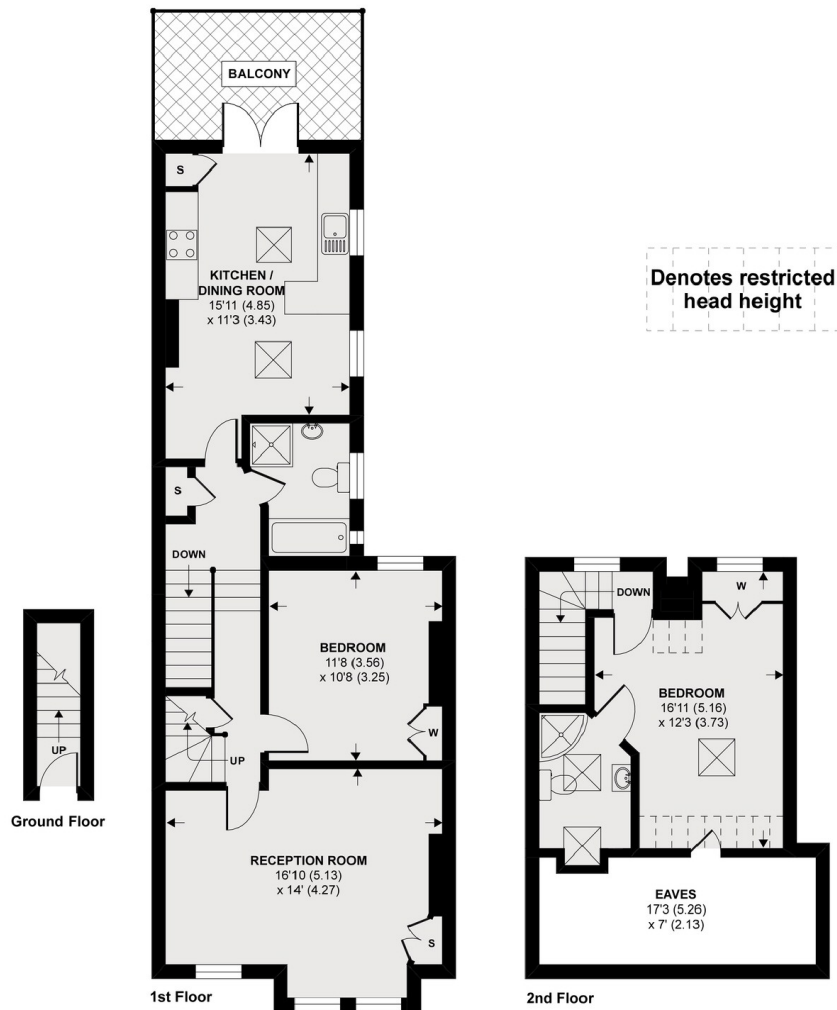 BALCONY
S
KITCHEN /
DINING ROOM
15'11 (4.85)
x 11'3 (3.43)
Denotes restricted
head height
S
DOWN
BEDROOM
11'8 (3.56)
x 10'8 (3.25)
W
UP
UP
Ground Floor
RECEPTION ROOM
16'10 (5.13)
x 14' (4.27)
S
1st Floor
DOWN
W
BEDROOM
16'11 (5.16)
x 12'3 (3.73)
EAVES
17'3 (5.26)
x 7' (2.13)
2nd Floor